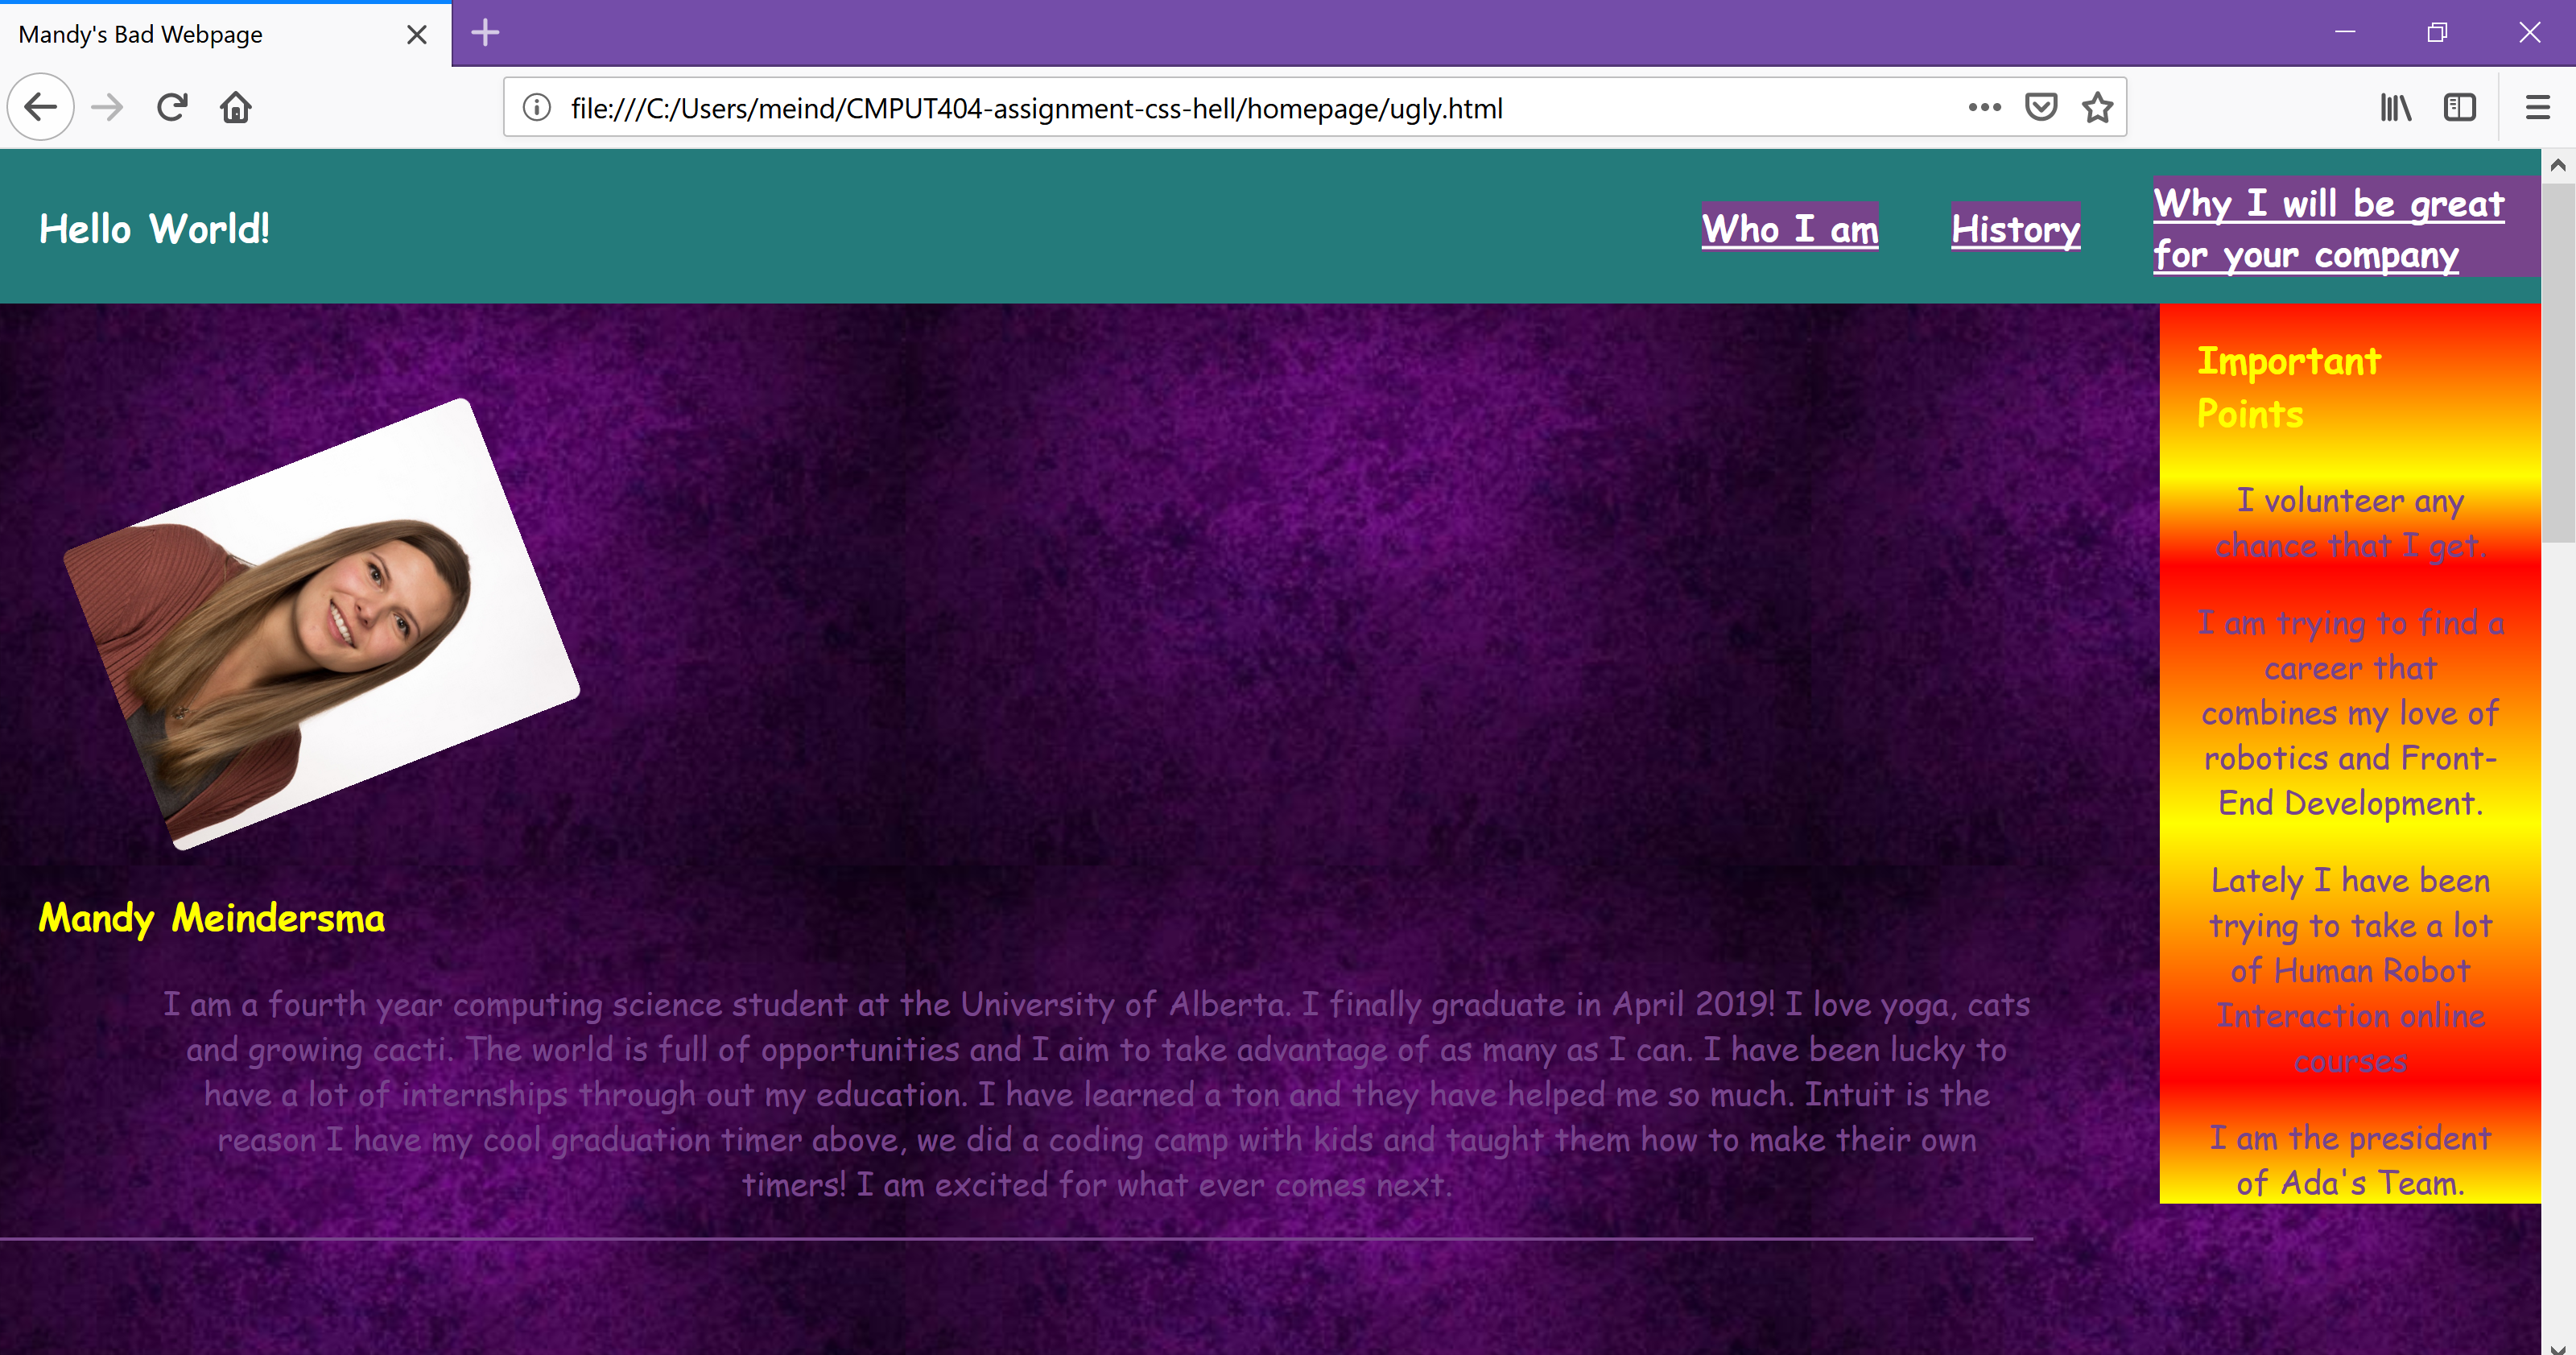 Mandy's Bad Webpage
file:///C:/Users/meind/CMPUT404-assignment-css-hell/homepage/ugly.html
Hello World!
Who I am
History
Why I will be great
for your company
Mandy Meindersma
I am a fourth year computing science student at the University of Alberta. I finally graduate in April 2019! I love yoga, cats
and growing cacti. The world is full of opportunities and I aim to take advantage of as many as I can. I have been lucky to
have a lot of internships through out my education. I have learned a ton and they have helped me so much. Intuit is the
reason I have my cool graduation timer above, we did a coding camp with kids and taught them how to make their own
timers! I am excited for what ever comes next.
Important
Points
I volunteer any
chance that I get.
I am trying to find a
career that
combines my love of
robotics and Front-
End Development.
Lately I have been
trying to take a lot
of Human Robot
Interaction online
courses
I am the president
of Ada's Team.